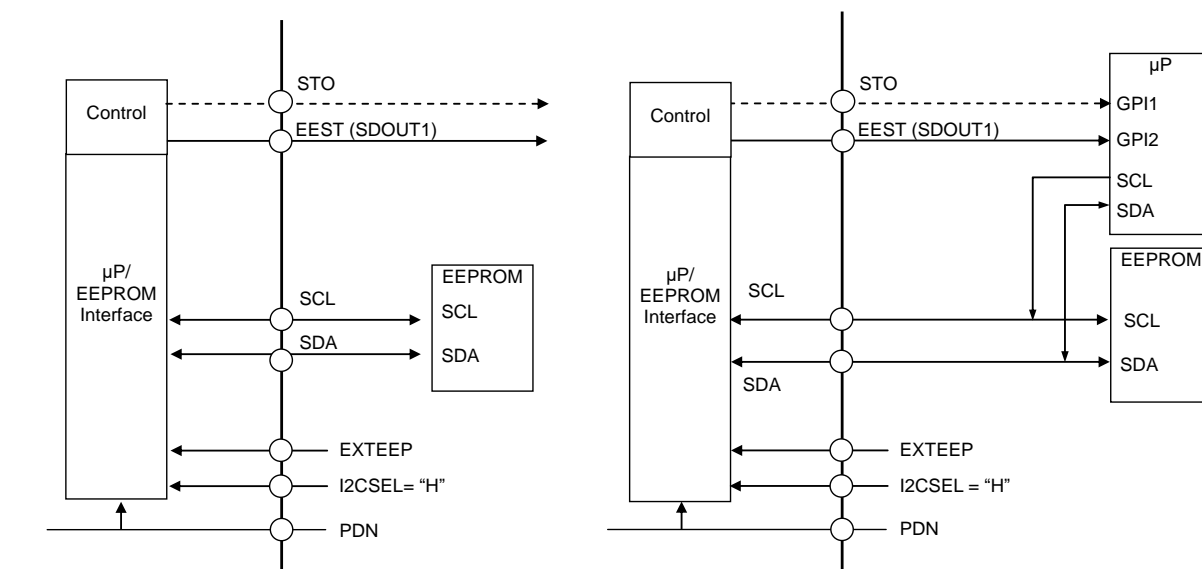 STO
Control
EEST (SDOUT1)
µP/
EEPROM
Interface
EEPROM
SCL
SCL
SDA
SDA
EXTEEP
I2CSEL= “H”
PDN
STO
Control
EEST (SDOUT1)
µP
GPI1
GPI2
SCL
SDA
µP/
EEPROM
Interface
SCL
SDA
EEPROM
SCL
SDA
EXTEEP
I2CSEL = “H”
PDN